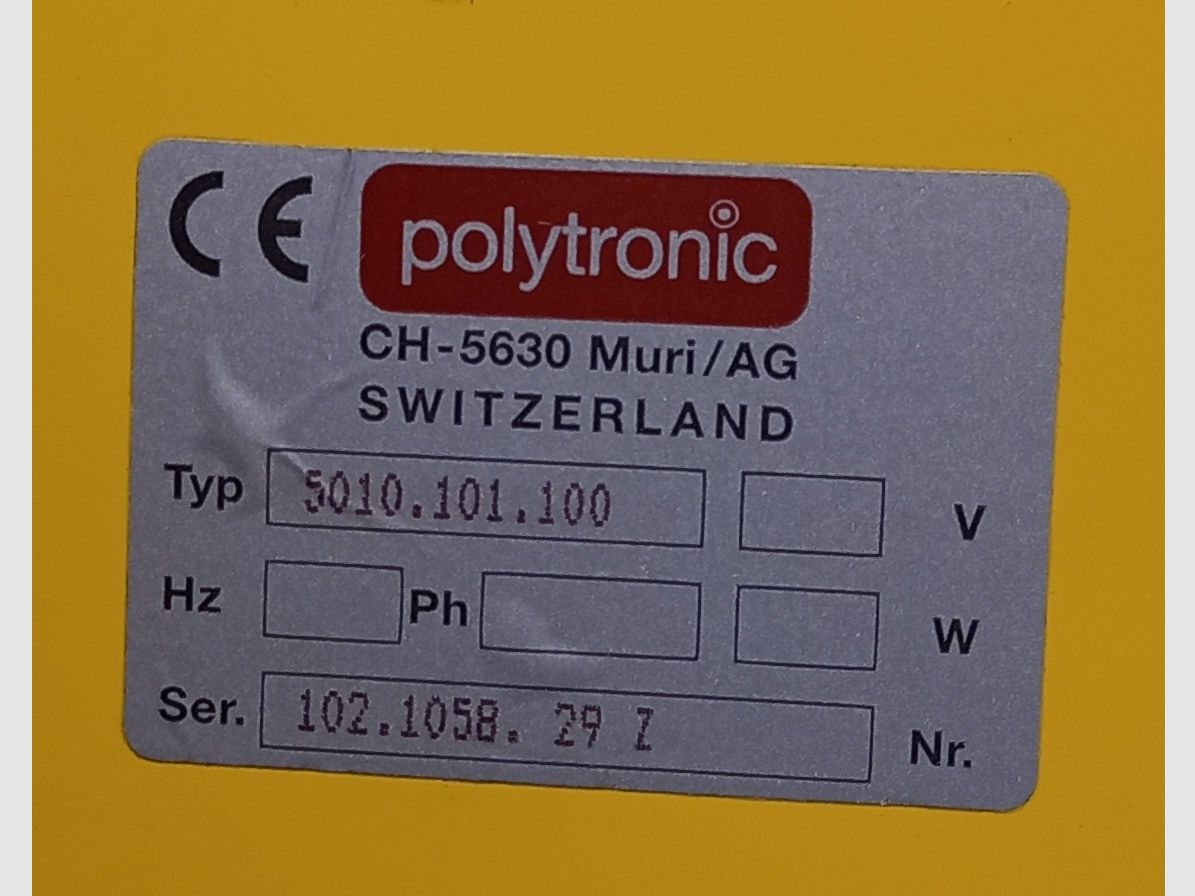 CE polytronic
CH-5630 Muri/AG
SWITZERLAND
Typ 5010.101.100 V
Hz Ph W
Ser. 102.1058. 29 Z Nr.